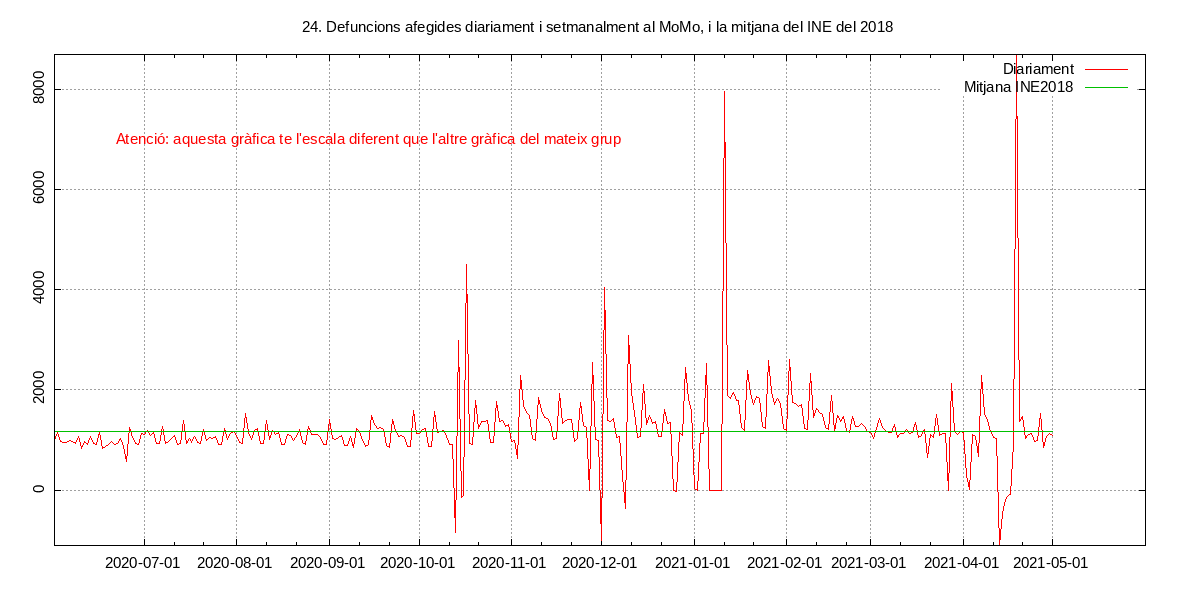 24. Defuncions afegides diariament i setmanalment al MoMo, i la mitjana del INE del 2018
Diariament
Mitjana INE2018
Atenció: aquesta gràfica te l'escala diferent que l'altre gràfica del mateix grup
8000
6000
4000
2000
0
2020-07-01 2020-08-01 2020-09-01 2020-10-01 2020-11-01 2020-12-01 2021-01-01 2021-02-01 2021-03-01 2021-04-01 2021-05-01